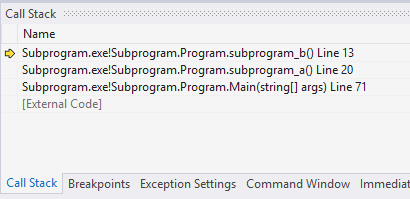 Call Stack
Name
Subprogram.exe!Subprogram.Program.subprogram_b() Line 13
Subprogram.exe!Subprogram.Program.subprogram_a() Line 20
Subprogram.exe!Subprogram.Program.Main(string[] args) Line 71
[External Code]
Call Stack Breakpoints Exception Settings Command Window Immediat